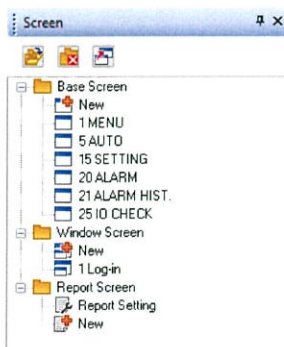 Screen
Base Screen
New
1 MENU
5 AUTO
15 SETTING
20 ALARM
21 ALARM HIST.
25 IO CHECK
Window Screen
New
1 Log-in
Report Screen
Report Setting
New